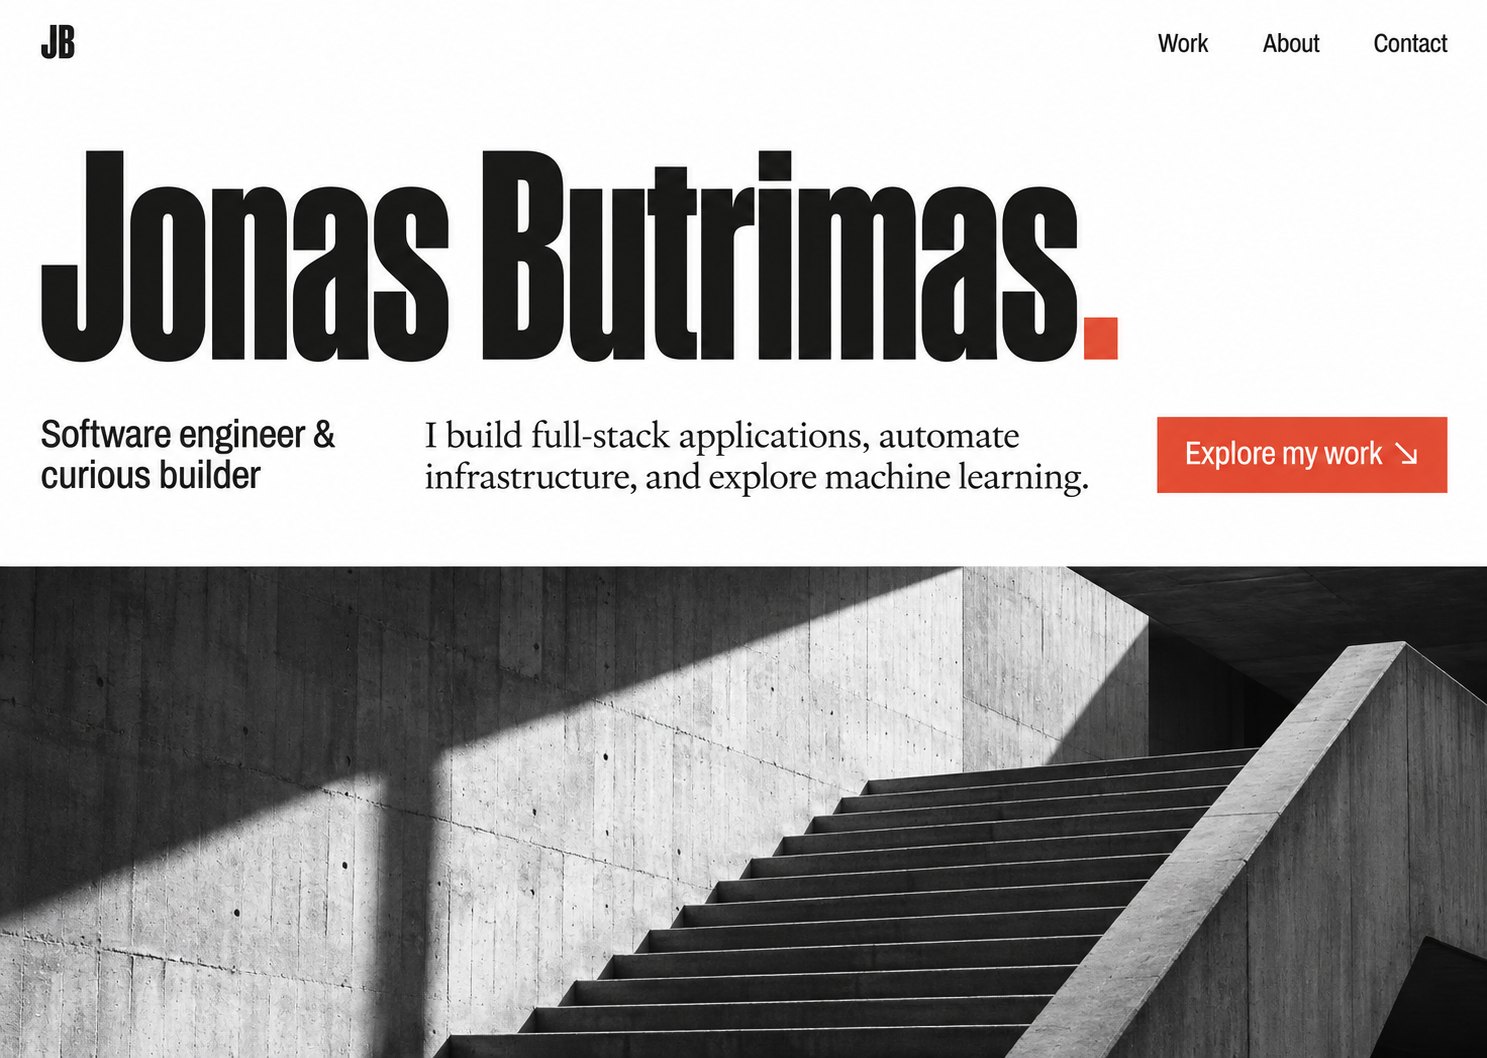 JB
Work About Contact
Jonas Butrimas.
Software engineer &
curious builder
I build full-stack applications, automate
infrastructure, and explore machine learning.
Explore my work ↘